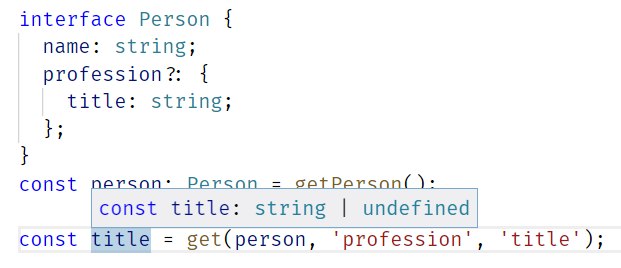 interface Person {
name: string;
profession?: {
title: string;
};
}
const person: Person = getPerson();
const title: string | undefined
const title = get(person, 'profession', 'title');